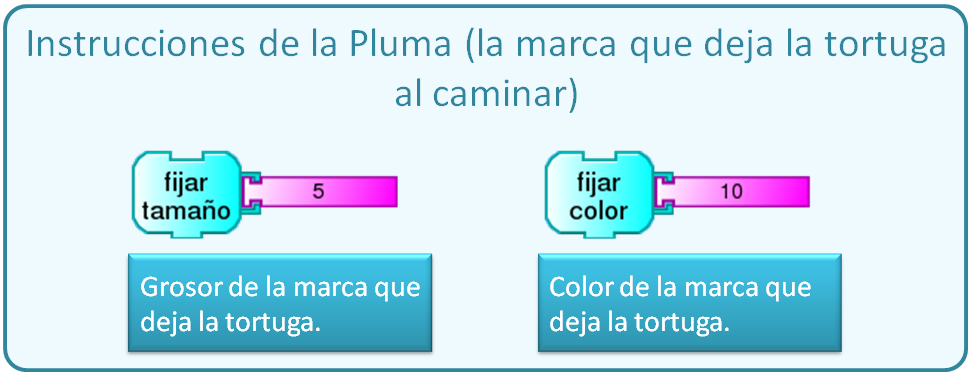 Instrucciones de la Pluma (la marca que deja la tortuga
al caminar)
fijar
tamaño
5
fijar
color
10
Grosor de la marca que
deja la tortuga.
Color de la marca que
deja la tortuga.